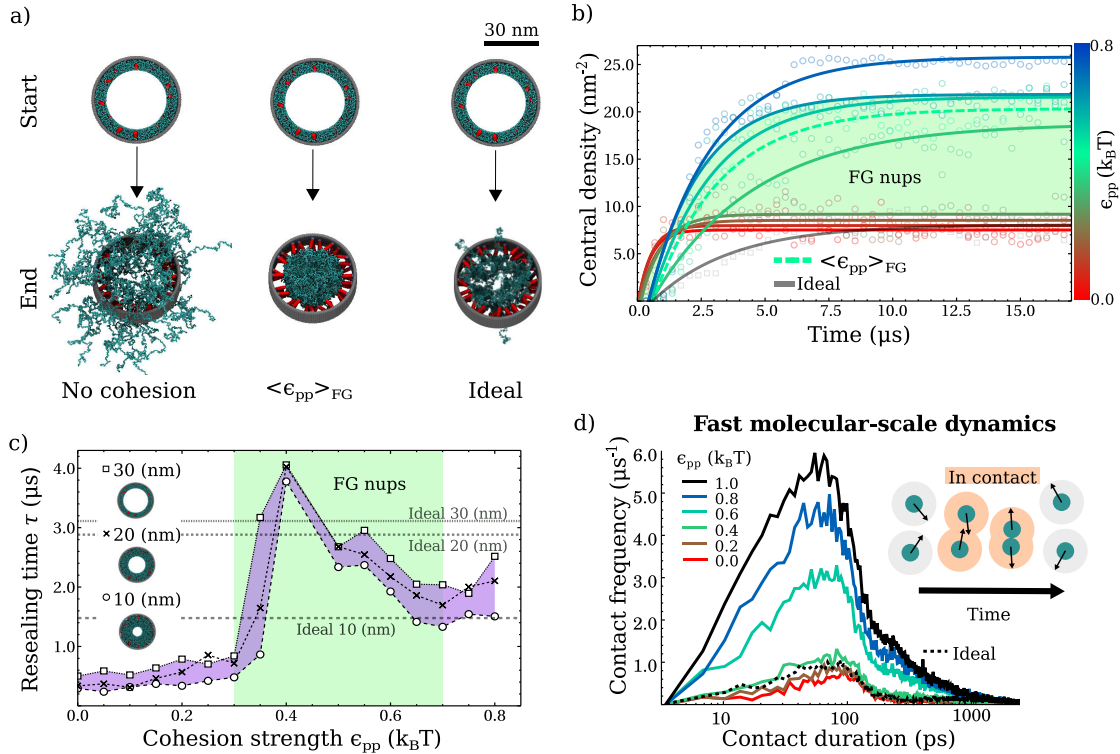 a)
30 nm
Start
End
No cohesion
<ϵpp>FG
Ideal
b)
Central density (nm⁻²)
25.0
20.0
15.0
10.0
5.0
FG nups
<ϵpp>FG
Ideal
0.0
2.5
5.0
7.5
10.0
12.5
15.0
Time (μs)
0.8
ϵpp (kBT)
0.0
c)
Resealing time τ (μs)
4.0
3.0
2.0
1.0
30 (nm)
20 (nm)
10 (nm)
FG nups
Ideal 30 (nm)
Ideal 20 (nm)
Ideal 10 (nm)
0.0
0.2
0.4
0.6
0.8
Cohesion strength ϵpp (kBT)
d)
Fast molecular-scale dynamics
Contact frequency (μs⁻¹)
6.0
5.0
4.0
3.0
2.0
1.0
ϵpp (kBT)
1.0
0.8
0.6
0.4
0.2
0.0
In contact
Time
Ideal
10
100
1000
Contact duration (ps)